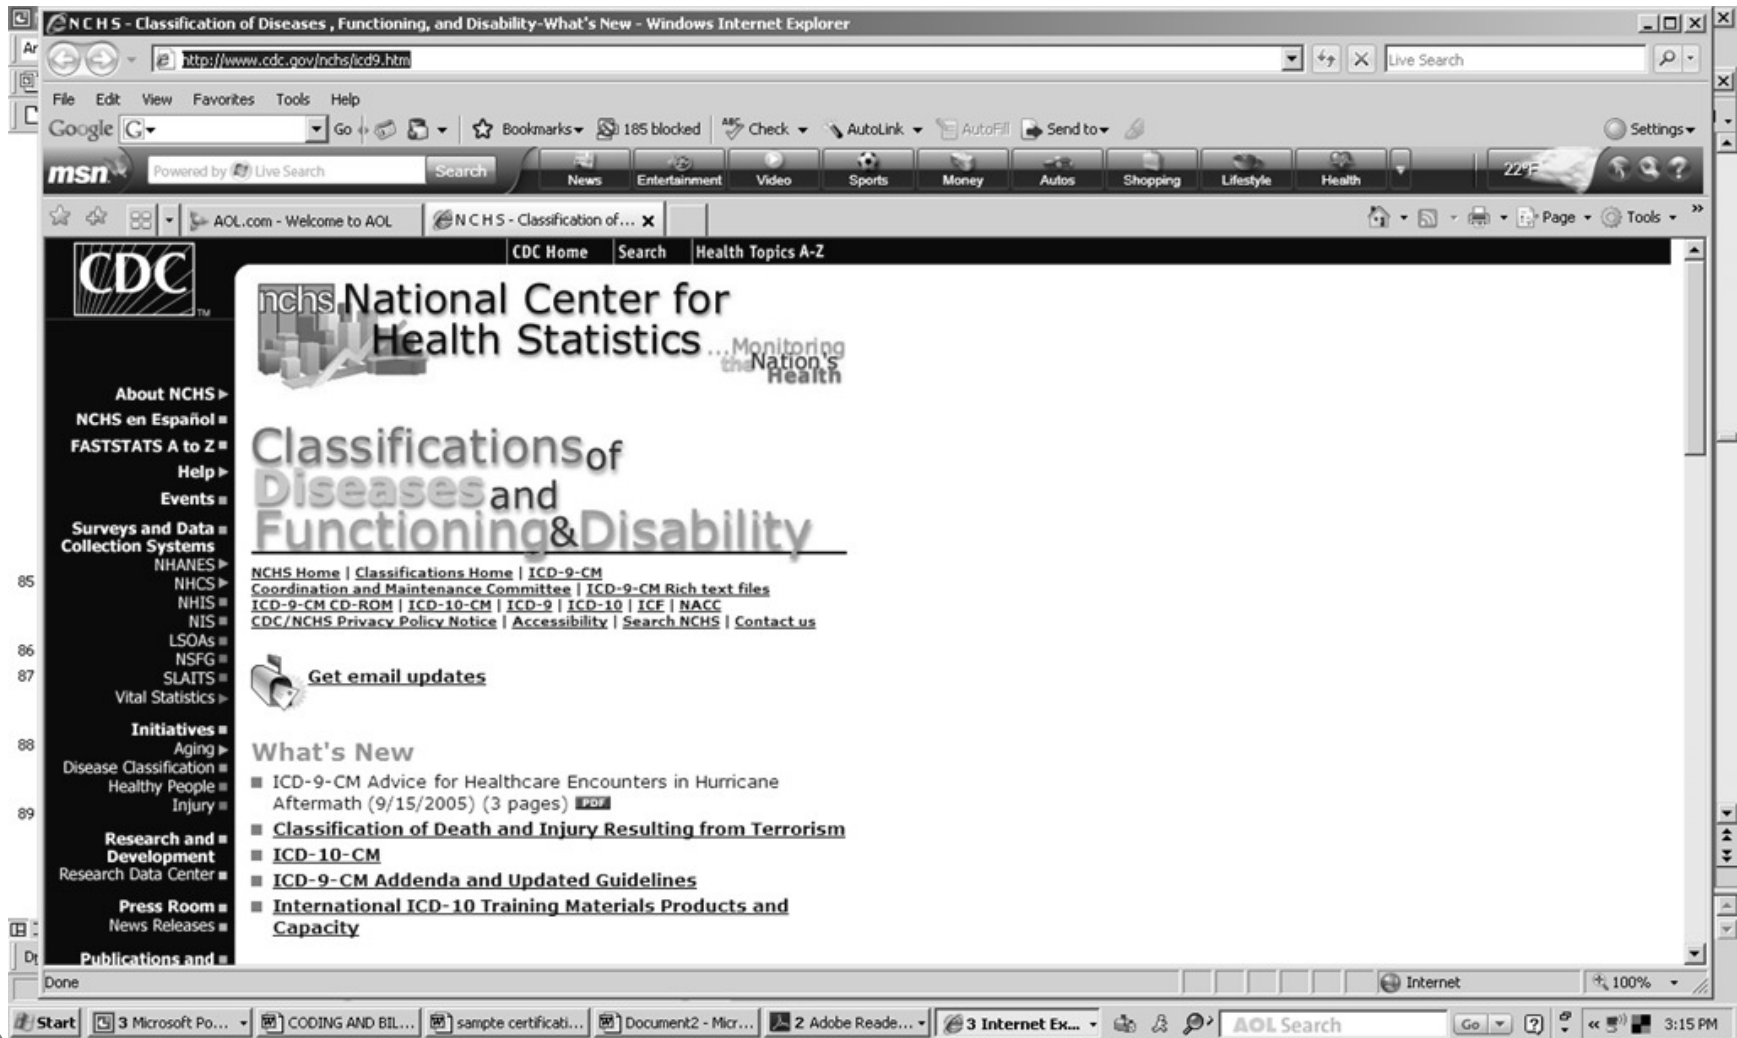 N C H S - Classification of Diseases , Functioning, and Disability-What's New - Windows Internet Explorer
http://www.cdc.gov/nchs/icd9.htm
Live Search
File Edit View Favorites Tools Help
Google G Go Bookmarks 185 blocked ABC Check AutoLink AutoFill Send to Settings
msn Powered by Live Search Search News Entertainment Video Sports Money Autos Shopping Lifestyle Health 22°F
AOL.com - Welcome to AOL N C H S - Classification of... Page Tools
CDC Home Search Health Topics A-Z
CDC TM
nchs National Center for
Health Statistics ...Monitoring
the Nation's
Health
About NCHS
NCHS en Español
FASTSTATS A to Z
Help
Events
Surveys and Data
Collection Systems
NHANES
NHCS
NHIS
NIS
LSOAs
NSFG
SLAITS
Vital Statistics
Initiatives
Aging
Disease Classification
Healthy People
Injury
Research and
Development
Research Data Center
Press Room
News Releases
Publications and
Classifications of
Diseases and
Functioning & Disability
NCHS Home | Classifications Home | ICD-9-CM
Coordination and Maintenance Committee | ICD-9-CM Rich text files
ICD-9-CM CD-ROM | ICD-10-CM | ICD-9 | ICD-10 | ICF | NACC
CDC/NCHS Privacy Policy Notice | Accessibility | Search NCHS | Contact us
Get email updates
What's New
ICD-9-CM Advice for Healthcare Encounters in Hurricane
Aftermath (9/15/2005) (3 pages) PDF
Classification of Death and Injury Resulting from Terrorism
ICD-10-CM
ICD-9-CM Addenda and Updated Guidelines
International ICD-10 Training Materials Products and
Capacity
85
86
87
88
89
Done Internet 100%
Start 3 Microsoft Po... CODING AND BIL... sampte certificati... Document2 - Micr... 2 Adobe Reade... 3 Internet Ex... AOL Search Go 3:15 PM